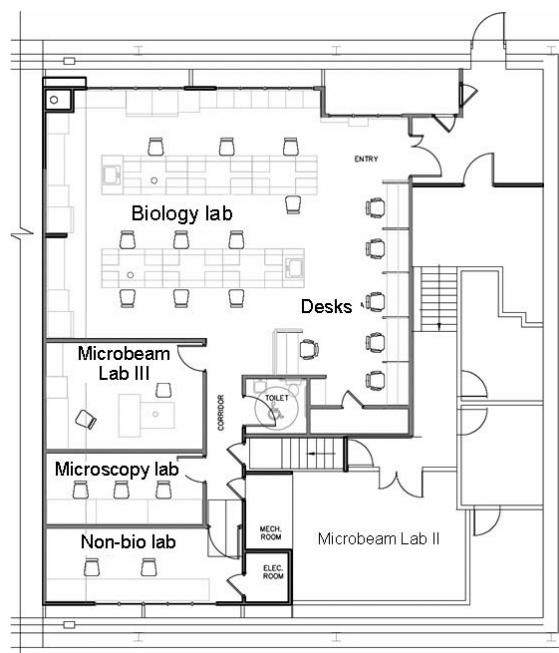 ENTRY
Biology lab
Desks
Microbeam
Lab III
CORRIDOR
TOILET
Microscopy lab
Non-bio lab
MECH.
ROOM
Microbeam Lab II
ELEC.
ROOM